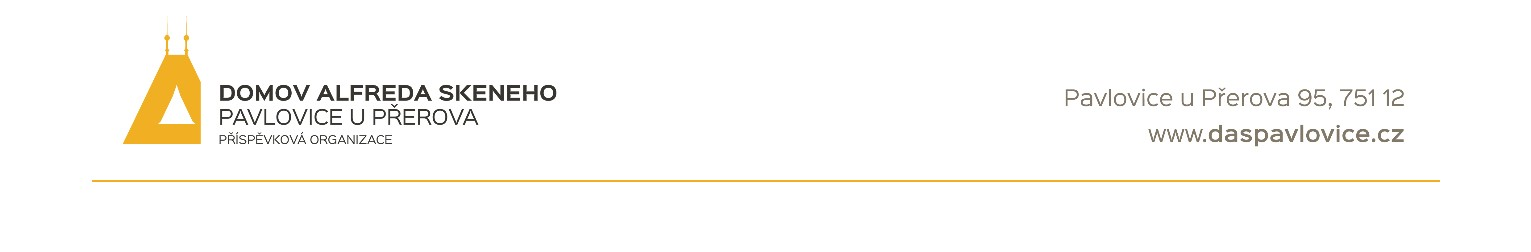 DOMOV ALFREDA SKENEHO
PAVLOVICE U PŘEROVA
PŘÍSPĚVKOVÁ ORGANIZACE
Pavlovice u Přerova 95, 751 12
www.daspavlovice.cz